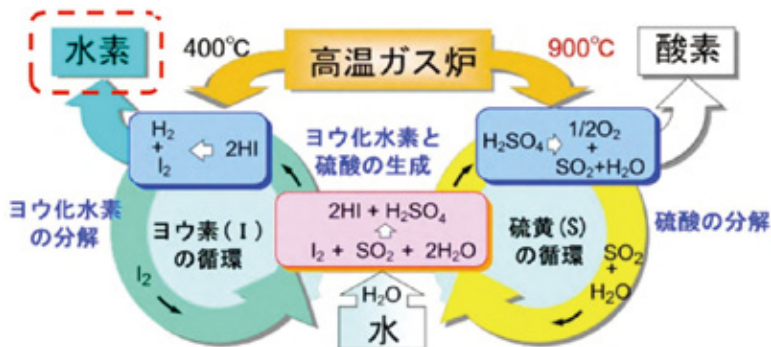 水素
400℃
高温ガス炉
900℃
酸素
H₂
+
I₂
2HI
ヨウ化水素と
硫酸の生成
H₂SO₄
1/2O₂
+
SO₂+H₂O
ヨウ化水素
の分解
ヨウ素(I)
の循環
2HI + H₂SO₄
I₂ + SO₂ + 2H₂O
硫黄(S)
の循環
硫酸の分解
I₂
SO₂
+
H₂O
H₂O
水